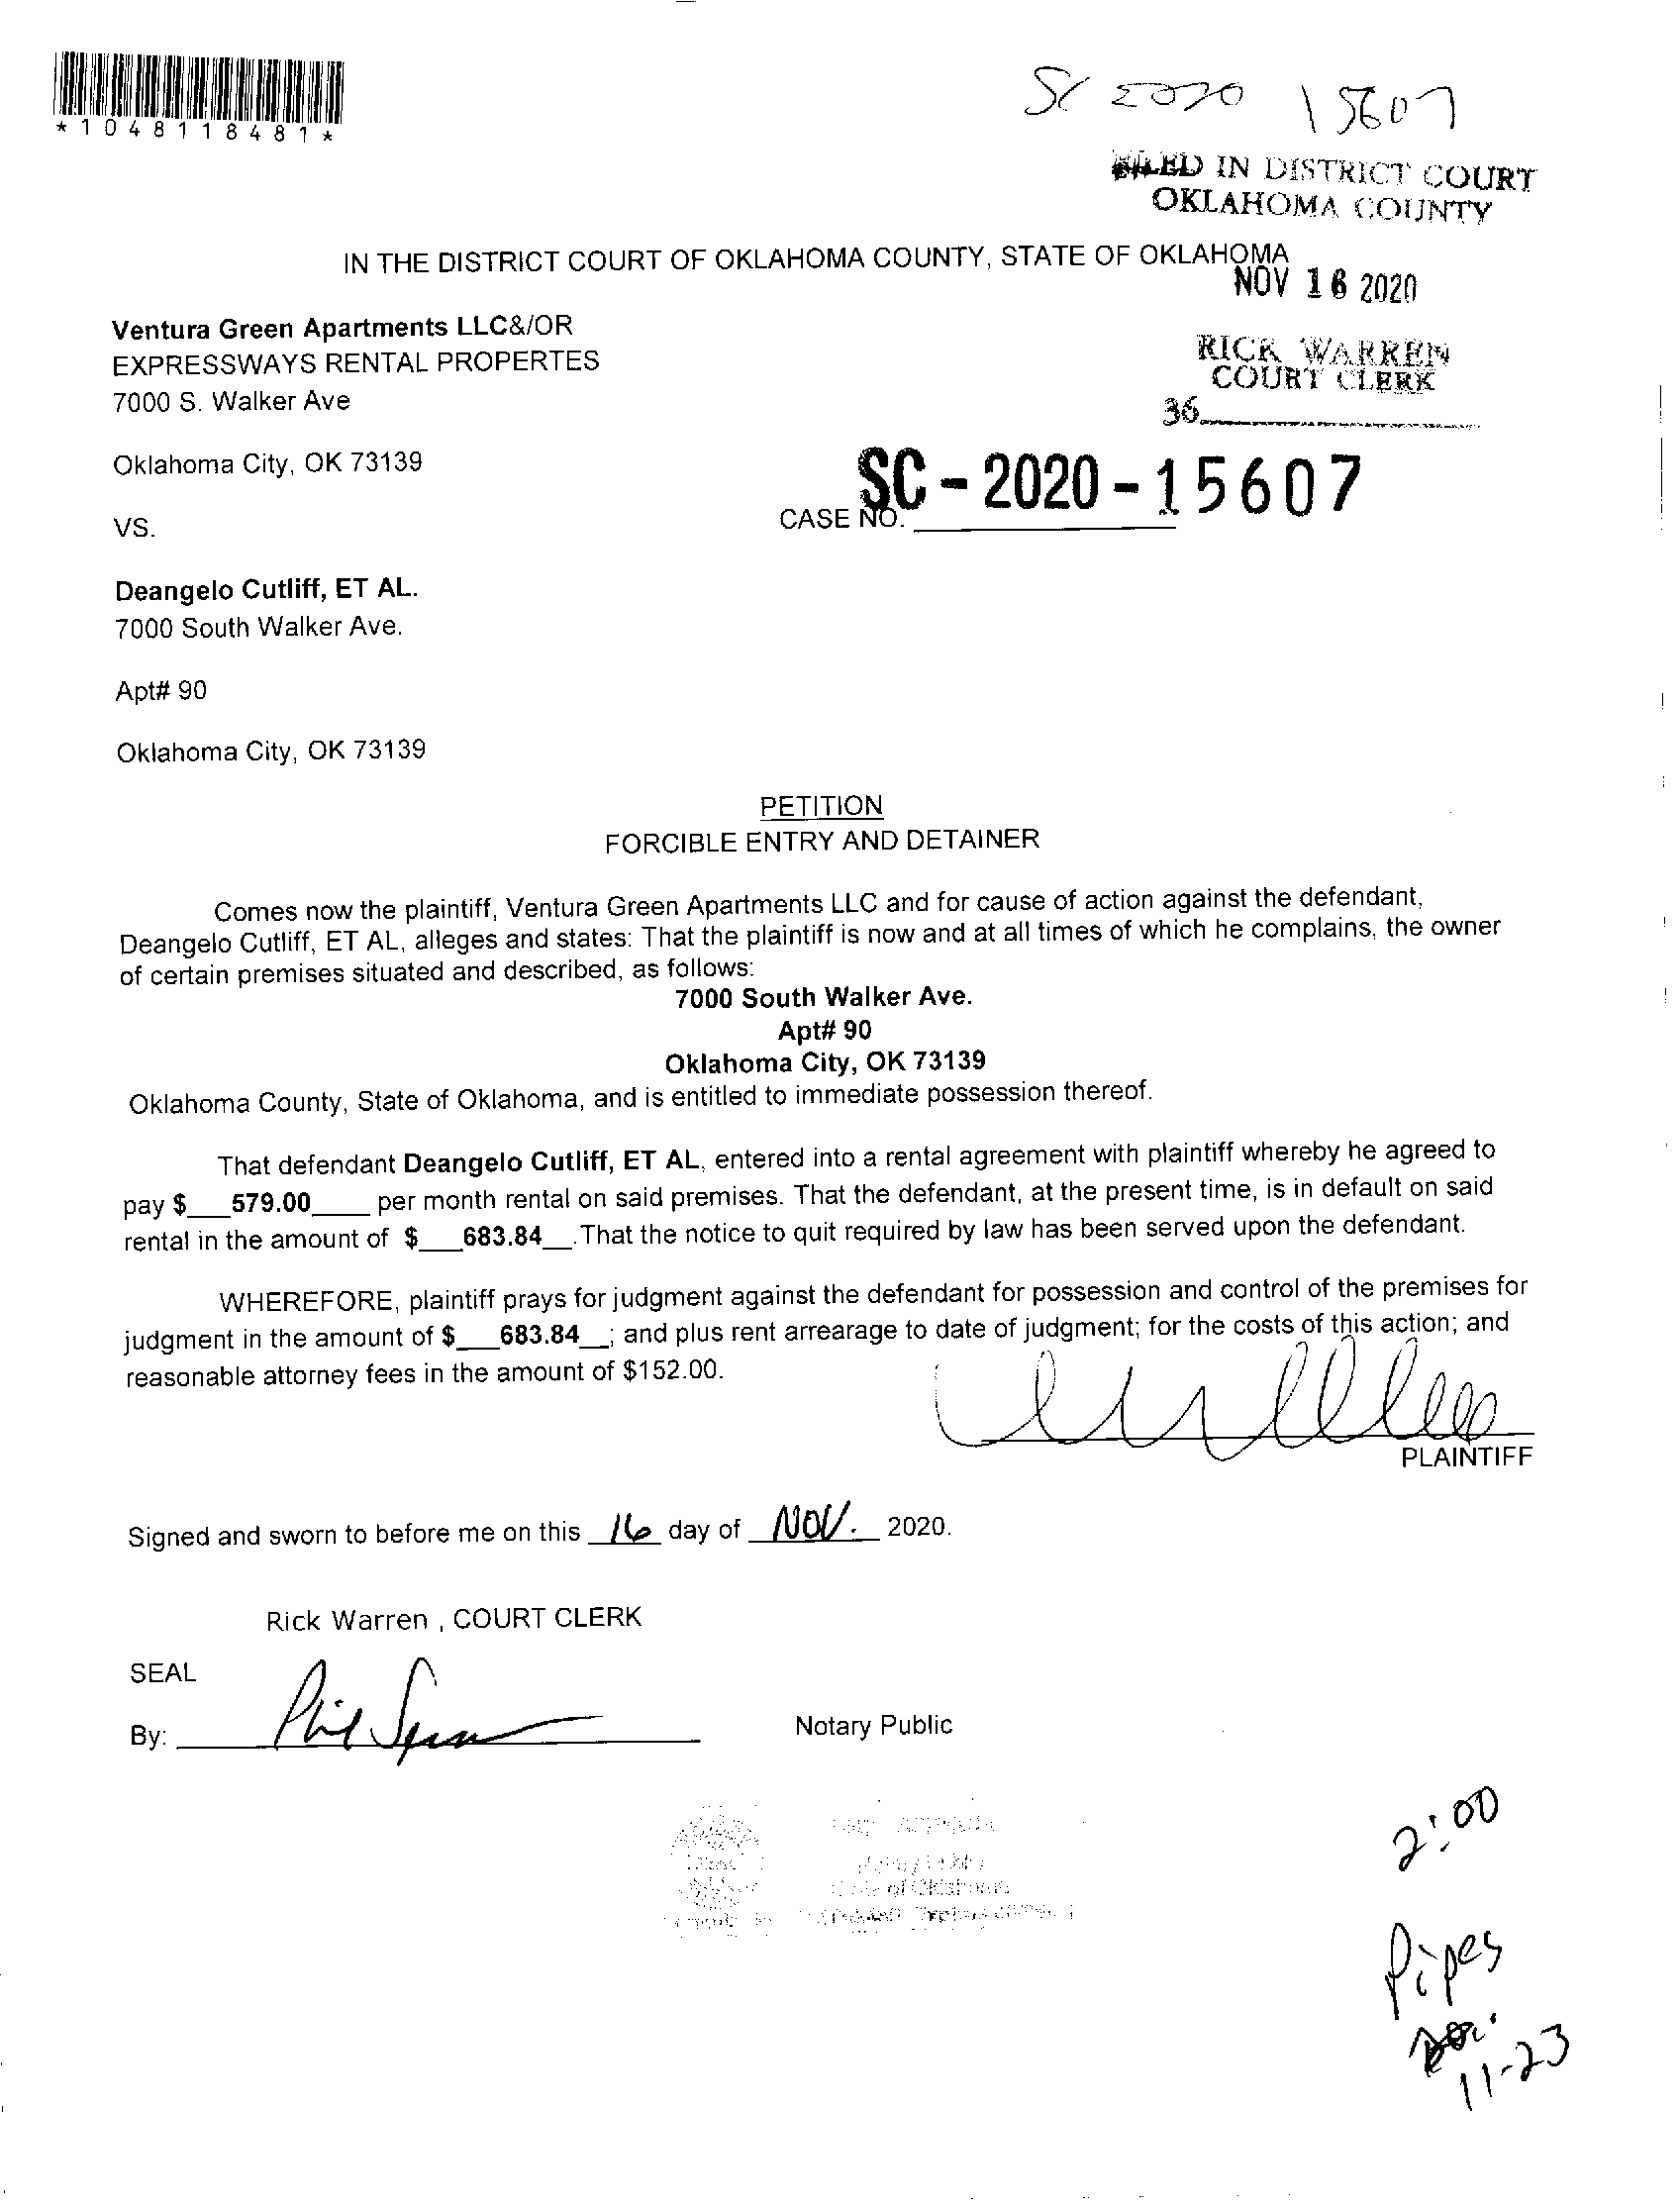 SC 2020 15607
*1048118481*
FILED IN DISTRICT COURT
OKLAHOMA COUNTY
IN THE DISTRICT COURT OF OKLAHOMA COUNTY, STATE OF OKLAHOMA
NOV 16 2020
Ventura Green Apartments LLC&/OR
EXPRESSWAYS RENTAL PROPERTES
7000 S. Walker Ave
RICK WARREN
COURT CLERK
36
Oklahoma City, OK 73139
SC-2020-15607
CASE NO.
VS.
Deangelo Cutliff, ET AL.
7000 South Walker Ave.
Apt# 90
Oklahoma City, OK 73139
PETITION
FORCIBLE ENTRY AND DETAINER
Comes now the plaintiff, Ventura Green Apartments LLC and for cause of action against the defendant,
Deangelo Cutliff, ET AL, alleges and states: That the plaintiff is now and at all times of which he complains, the owner
of certain premises situated and described, as follows:
7000 South Walker Ave.
Apt# 90
Oklahoma City, OK 73139
Oklahoma County, State of Oklahoma, and is entitled to immediate possession thereof.
That defendant Deangelo Cutliff, ET AL, entered into a rental agreement with plaintiff whereby he agreed to
pay $___579.00____ per month rental on said premises. That the defendant, at the present time, is in default on said
rental in the amount of $___683.84__.That the notice to quit required by law has been served upon the defendant.
WHEREFORE, plaintiff prays for judgment against the defendant for possession and control of the premises for
judgment in the amount of $___683.84__; and plus rent arrearage to date of judgment; for the costs of this action; and
reasonable attorney fees in the amount of $152.00.
PLAINTIFF
Signed and sworn to before me on this 16 day of NOV. 2020.
Rick Warren , COURT CLERK
SEAL
By:
Notary Public
of Oklahoma
2:00
Pipes
11-23